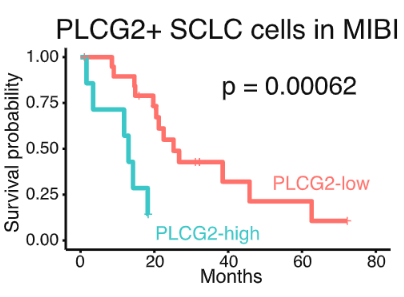 PLCG2+ SCLC cells in MIBI
p = 0.00062
Survival probability
1.00
0.75
0.50
0.25
0.00
PLCG2-low
PLCG2-high
0 20 40 60 80
Months